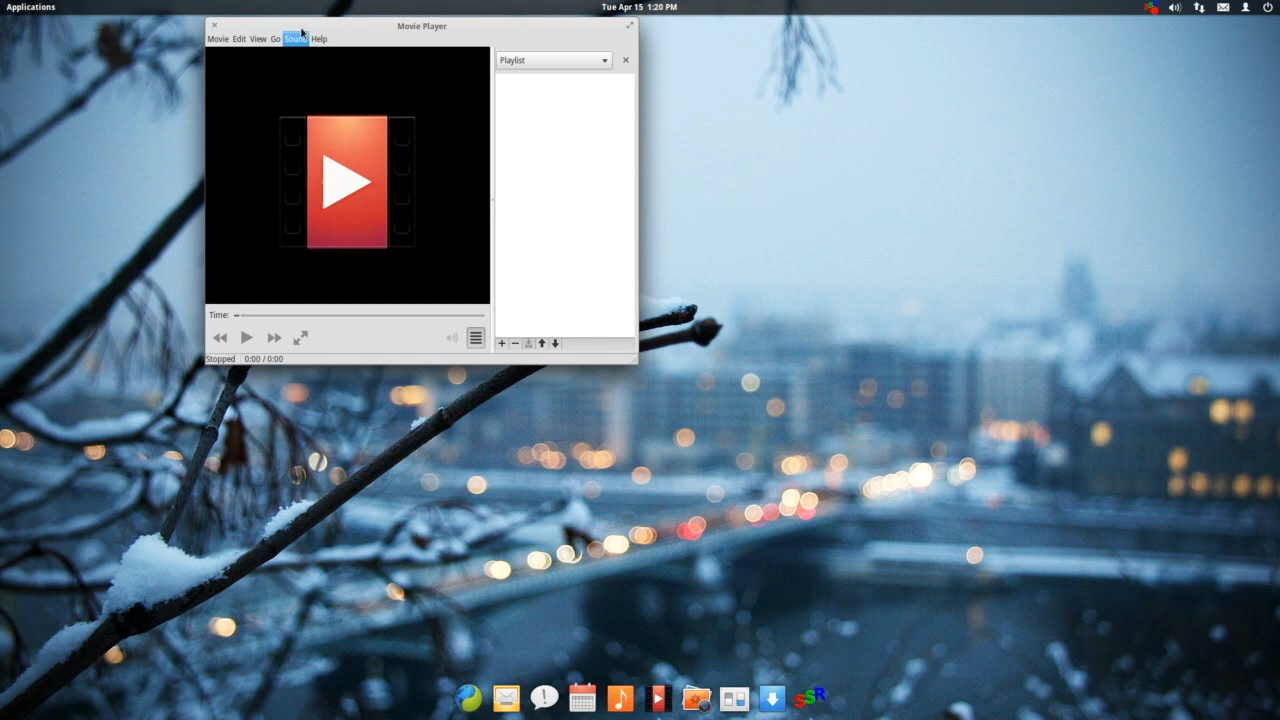 Applications
Tue Apr 15 1:20 PM
Movie Player
Movie Edit View Go Sound Help
Playlist
Time:
Stopped 0:00 / 0:00
SSR